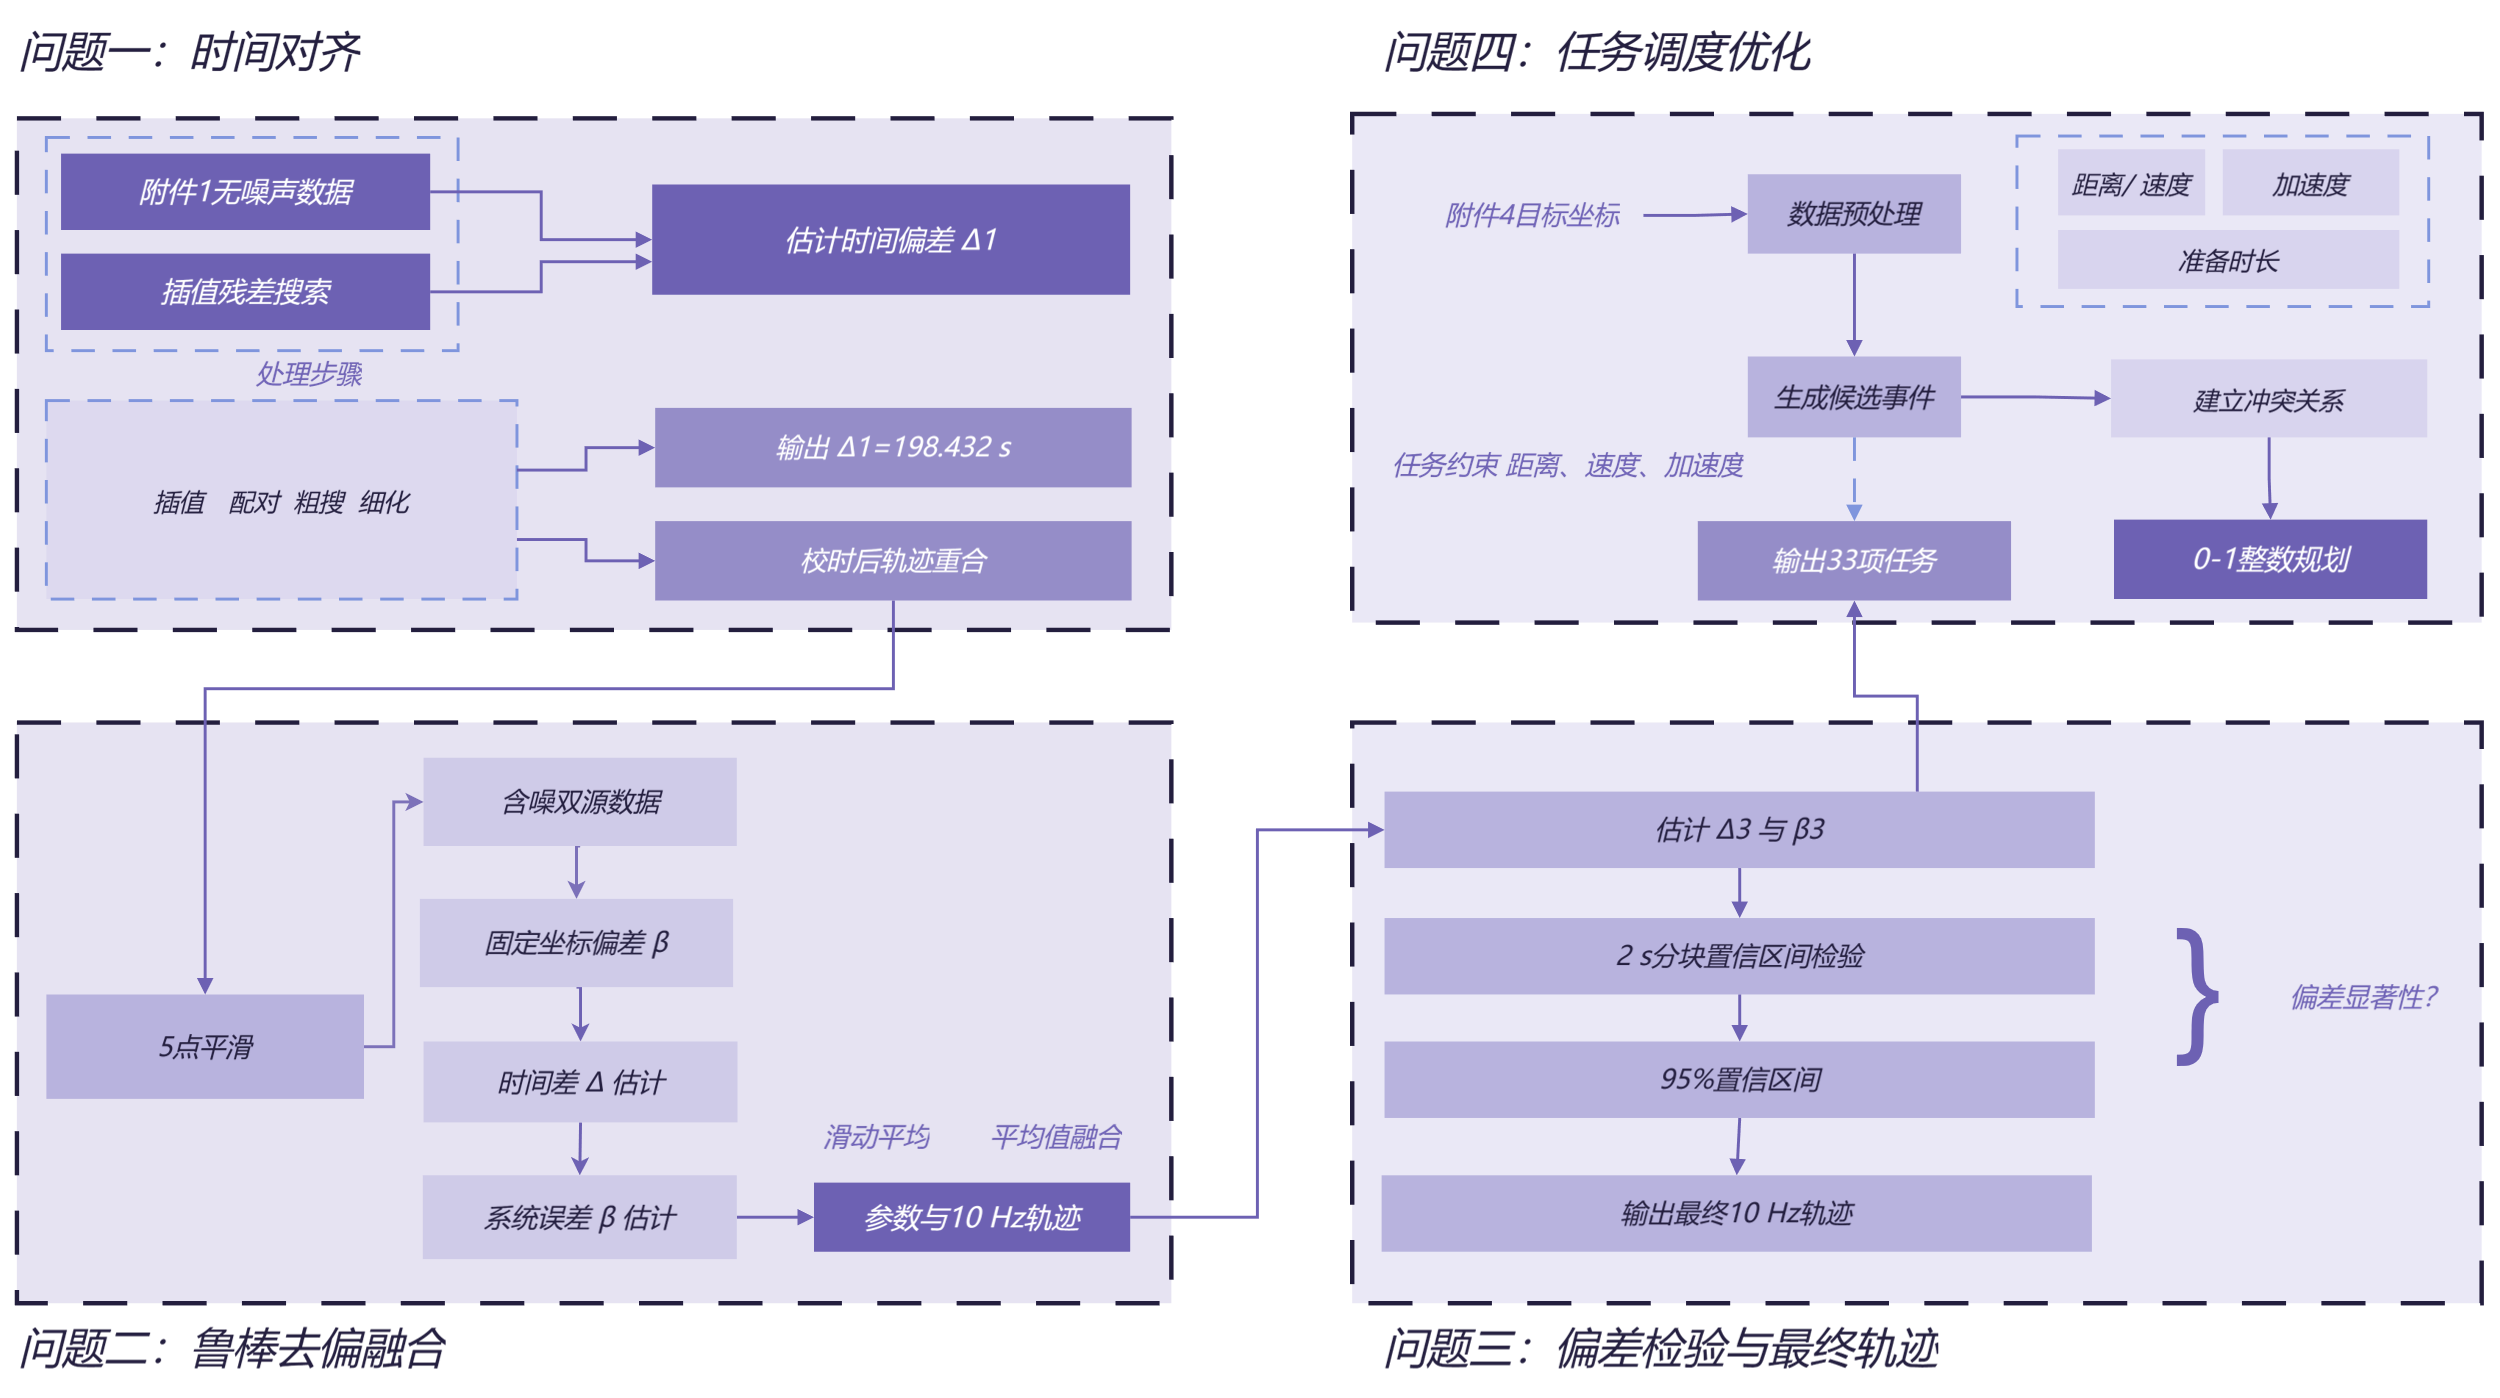 问题一：时间对齐
附件1无噪声数据
插值残差搜索
估计时间偏差 Δ1
处理步骤
插值 配对 粗搜 细化
输出 Δ1=198.432 s
校时后轨迹重合
问题四：任务调度优化
附件4目标坐标
数据预处理
距离/ 速度
加速度
准备时长
生成候选事件
建立冲突关系
任务约束 距离、速度、加速度
输出33项任务
0-1整数规划
含噪双源数据
固定坐标偏差 β
5点平滑
时间差 Δ 估计
滑动平均 平均值融合
系统误差 β 估计
参数与10 Hz轨迹
问题二：鲁棒去偏融合
估计 Δ3 与 β3
2 s分块置信区间检验
}
偏差显著性？
95%置信区间
输出最终10 Hz轨迹
问题三：偏差检验与最终轨迹